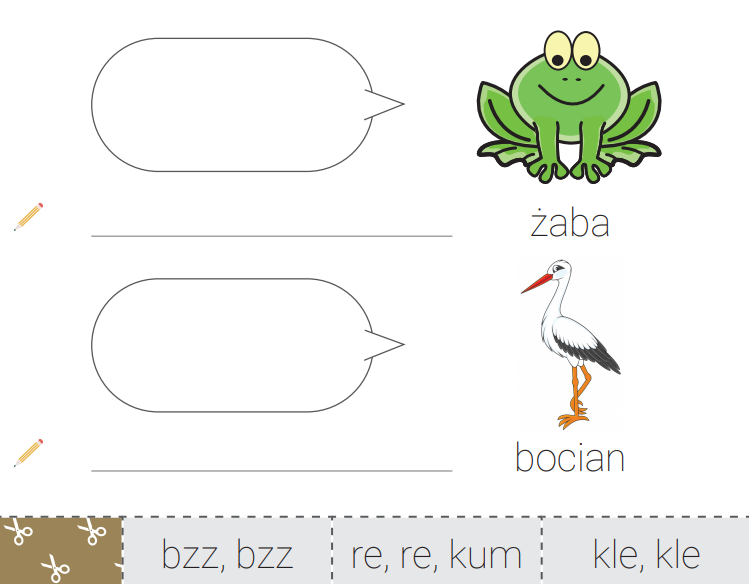 żaba
bocian
bzz, bzz
re, re, kum
kle, kle